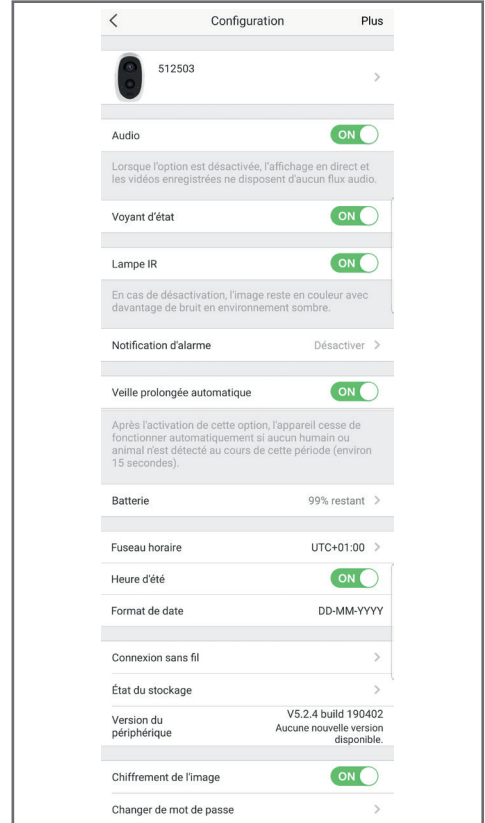 Configuration Plus
512503
Audio ON
Lorsque l'option est désactivée, l'affichage en direct et
les vidéos enregistrées ne disposent d'aucun flux audio.
Voyant d'état ON
Lampe IR ON
En cas de désactivation, l'image reste en couleur avec
davantage de bruit en environnement sombre.
Notification d'alarme Désactiver
Veille prolongée automatique ON
Après l'activation de cette option, l'appareil cesse de
fonctionner automatiquement si aucun humain ou
animal n'est détecté au cours de cette période (environ
15 secondes).
Batterie 99% restant
Fuseau horaire UTC+01:00
Heure d'été ON
Format de date DD-MM-YYYY
Connexion sans fil
État du stockage
Version du
périphérique
V5.2.4 build 190402
Aucune nouvelle version
disponible.
Chiffrement de l'image ON
Changer de mot de passe